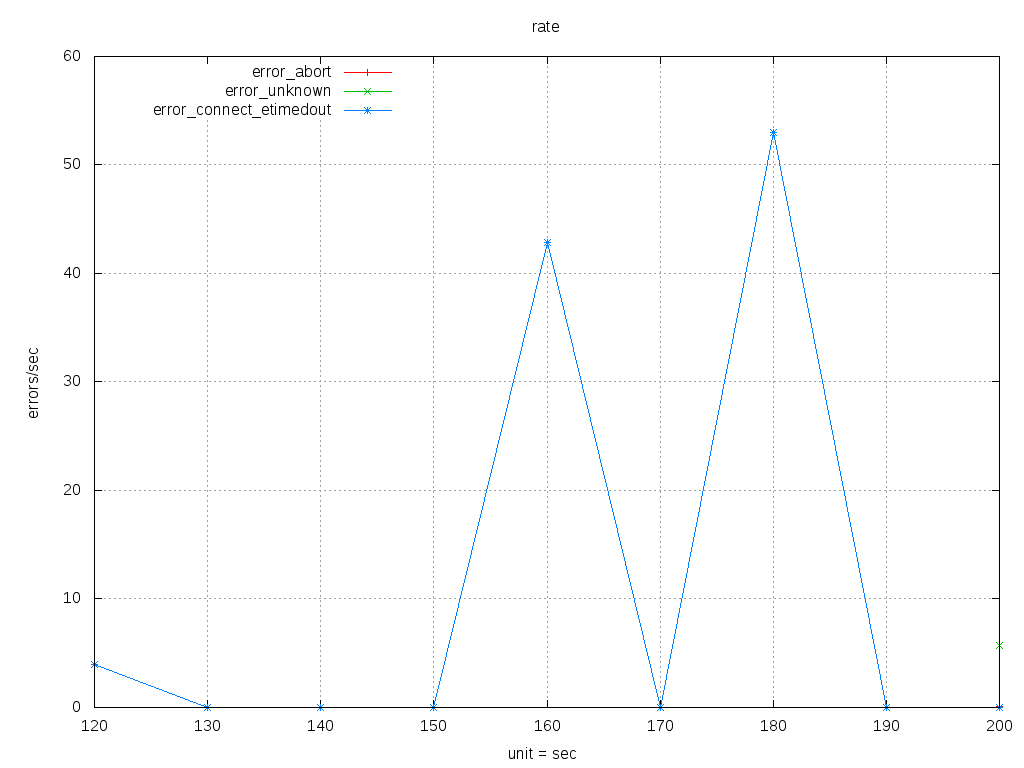 rate
60
50
40
30
20
10
0
errors/sec
error_abort
error_unknown
error_connect_etimedout
120 130 140 150 160 170 180 190 200
unit = sec